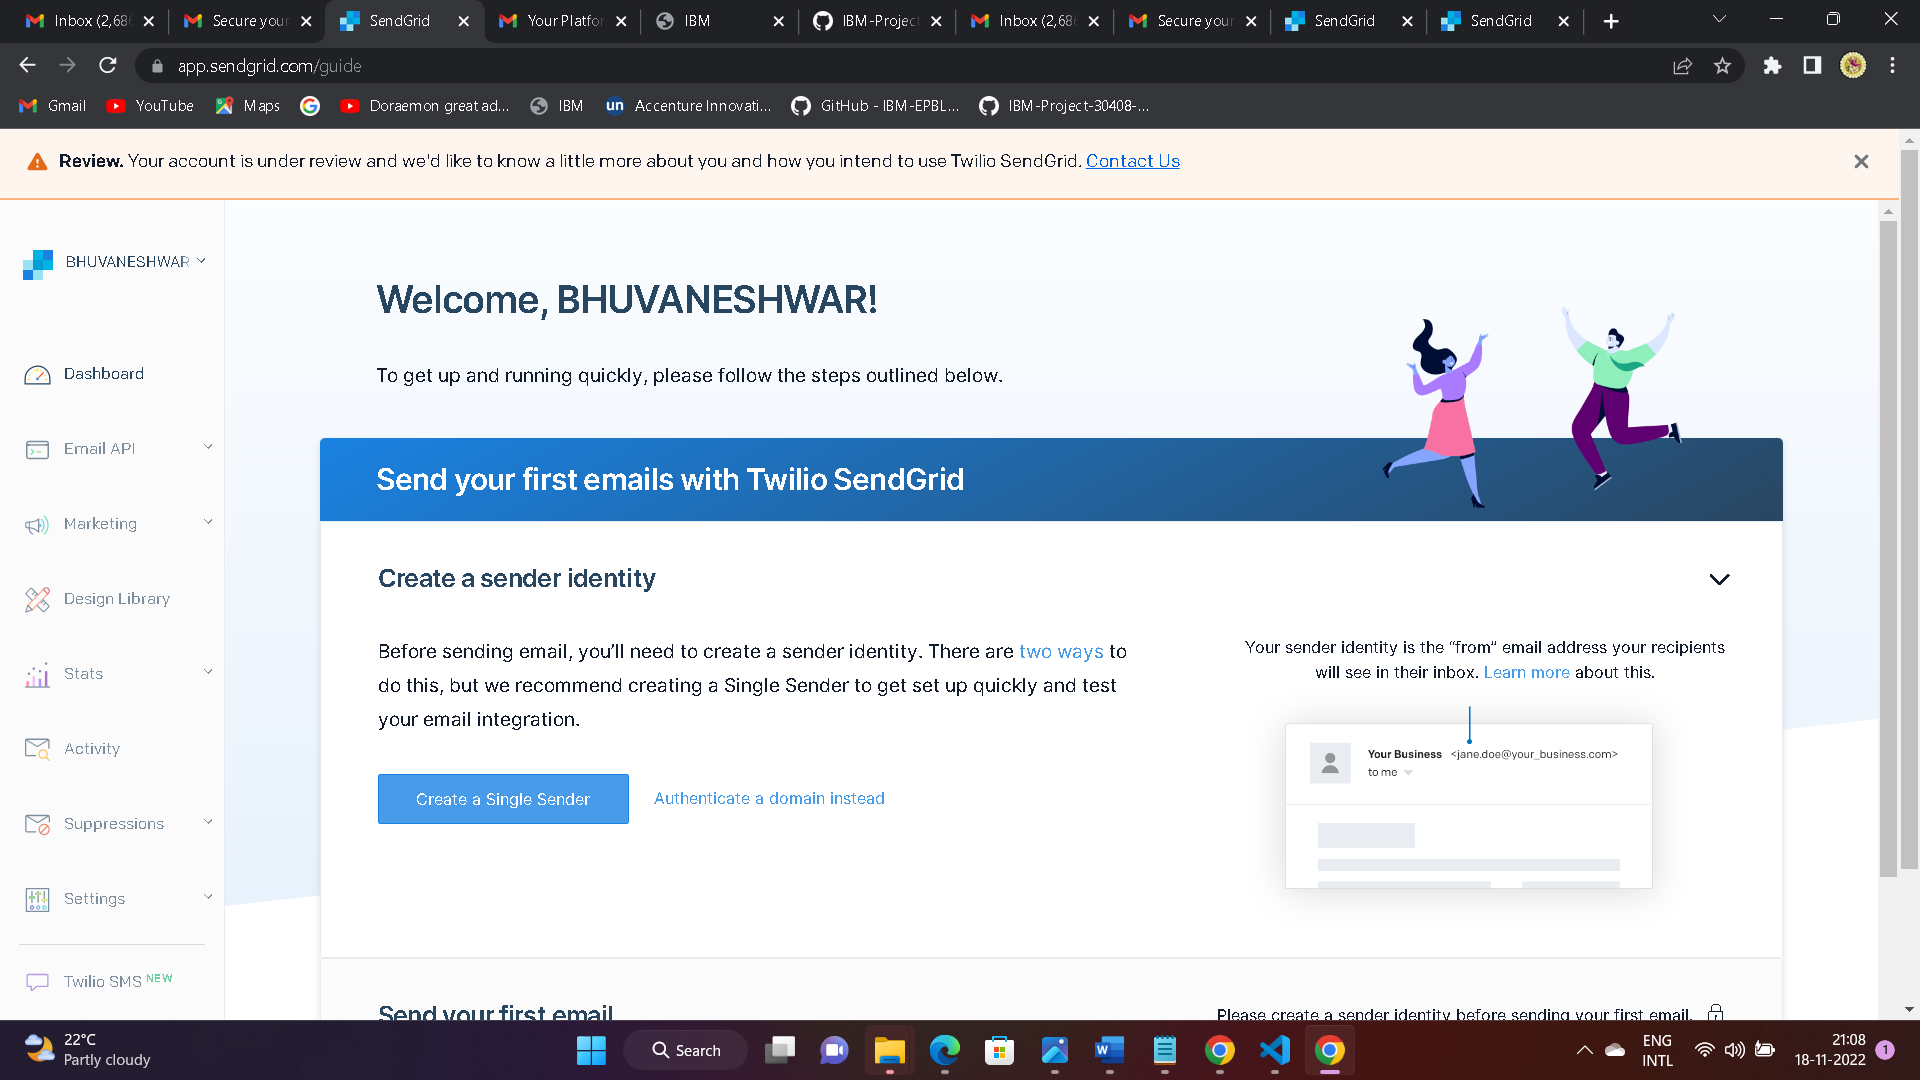 Inbox (2,68
Secure your
SendGrid
Your Platfor
IBM
IBM-Projec
Inbox (2,68
Secure your
SendGrid
SendGrid
app.sendgrid.com/guide
Gmail
YouTube
Maps
Doraemon great ad...
IBM
un Accenture Innovati...
GitHub - IBM-EPBL...
IBM-Project-30408-...
Review. Your account is under review and we'd like to know a little more about you and how you intend to use Twilio SendGrid. Contact Us
BHUVANESHWAR
Dashboard
Email API
Marketing
Design Library
Stats
Activity
Suppressions
Settings
Twilio SMS NEW
Welcome, BHUVANESHWAR!
To get up and running quickly, please follow the steps outlined below.
Send your first emails with Twilio SendGrid
Create a sender identity
Before sending email, you’ll need to create a sender identity. There are two ways to
do this, but we recommend creating a Single Sender to get set up quickly and test
your email integration.
Create a Single Sender
Authenticate a domain instead
Your sender identity is the “from” email address your recipients
will see in their inbox. Learn more about this.
Your Business <jane.doe@your_business.com>
to me
Send your first email
Please create a sender identity before sending your first email.
22°C
Partly cloudy
Search
ENG
INTL
21:08
18-11-2022
1